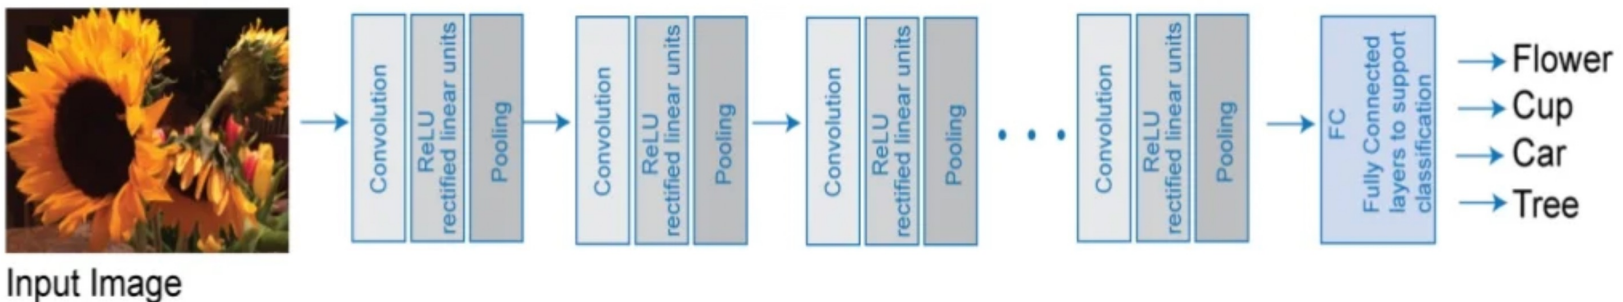 Input Image
Convolution
ReLU
rectified linear units
Pooling
Convolution
ReLU
rectified linear units
Pooling
Convolution
ReLU
rectified linear units
Pooling
Convolution
ReLU
rectified linear units
Pooling
FC
Fully Connected
layers to support
classification
Flower
Cup
Car
Tree